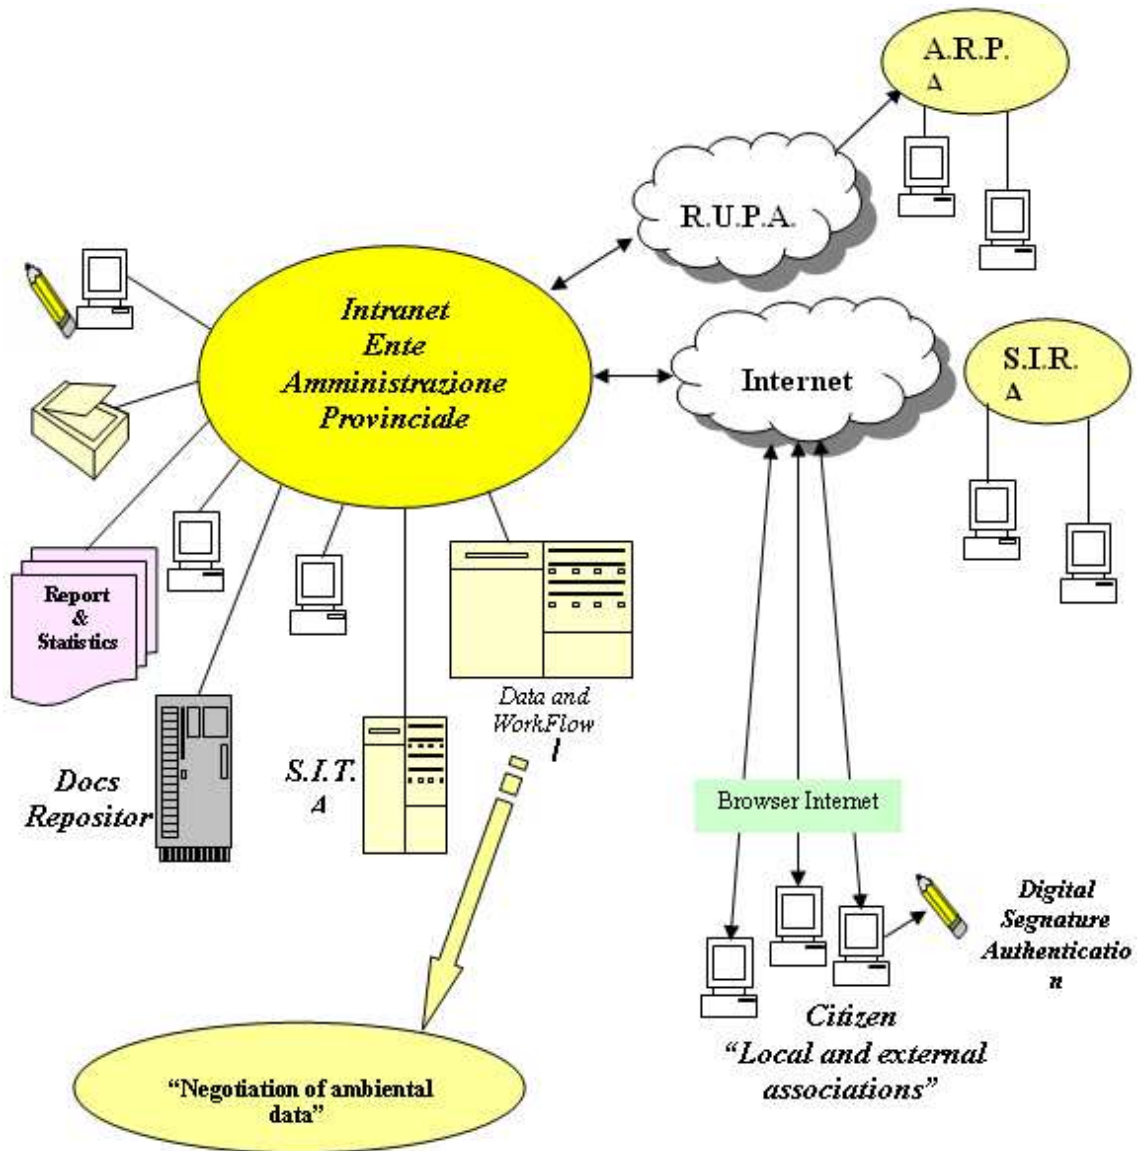 A.R.P.
A
R.U.P.A.
Intranet
Ente
Amministrazione
Provinciale
Internet
S.I.R.
A
Report
&
Statistics
Data and
WorkFlow
Docs
Repositor
S.I.T.
A
Browser Internet
Digital
Segnature
Authenticatio
n
Citizen
“Local and external
associations”
“Negotiation of ambiental
data”